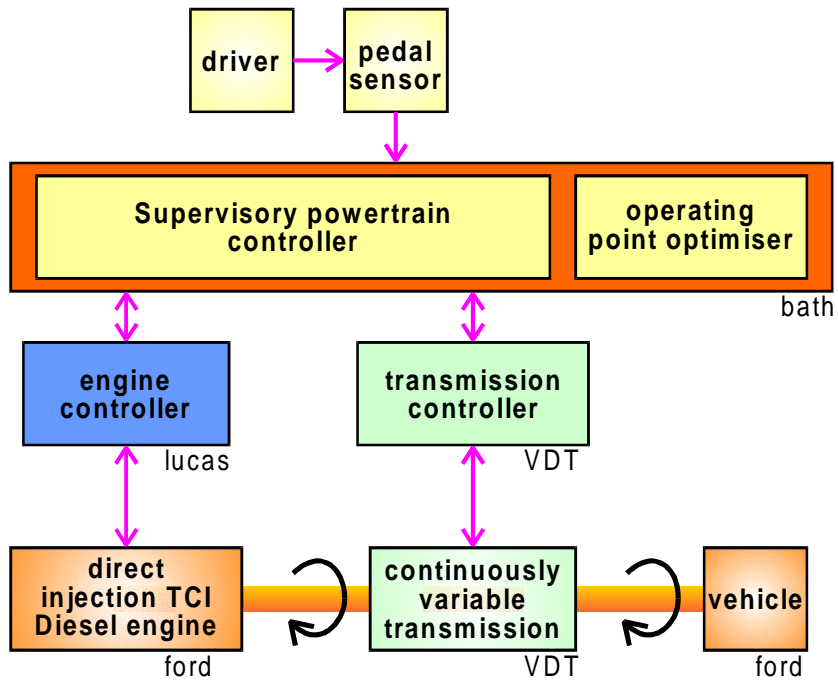 driver
pedal
sensor
Supervisory powertrain
controller
operating
point optimiser
bath
engine
controller
lucas
transmission
controller
VDT
direct
injection TCI
Diesel engine
ford
continuously
variable
transmission
VDT
vehicle
ford